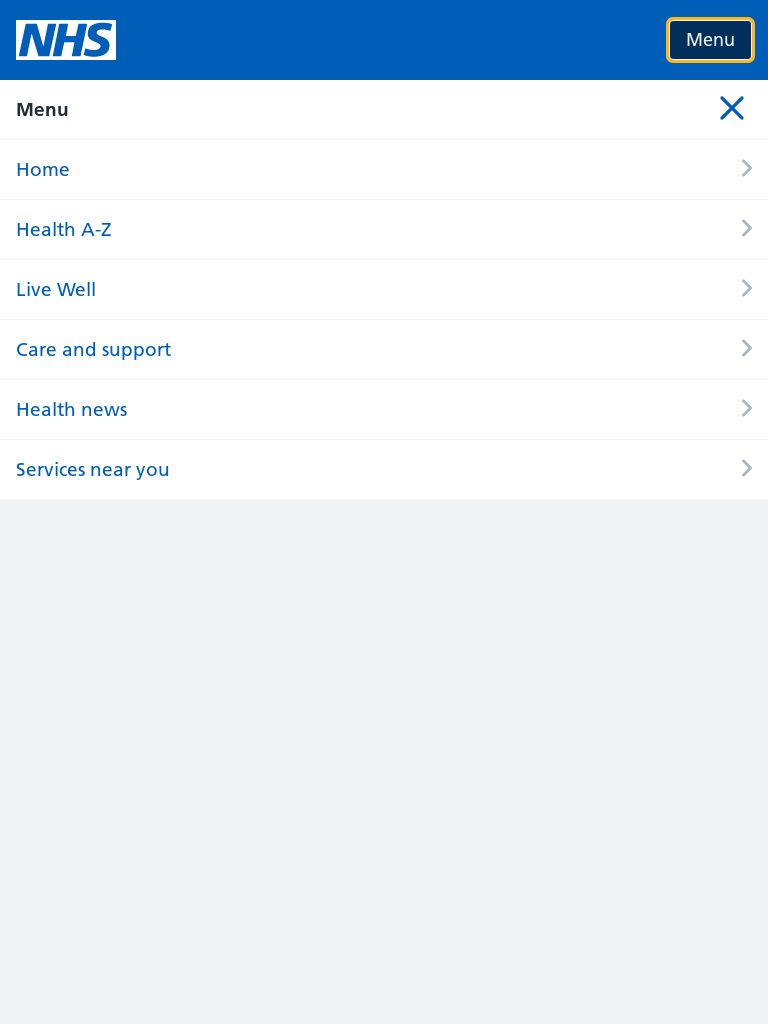 NHS
Menu
Menu
Home
Health A-Z
Live Well
Care and support
Health news
Services near you